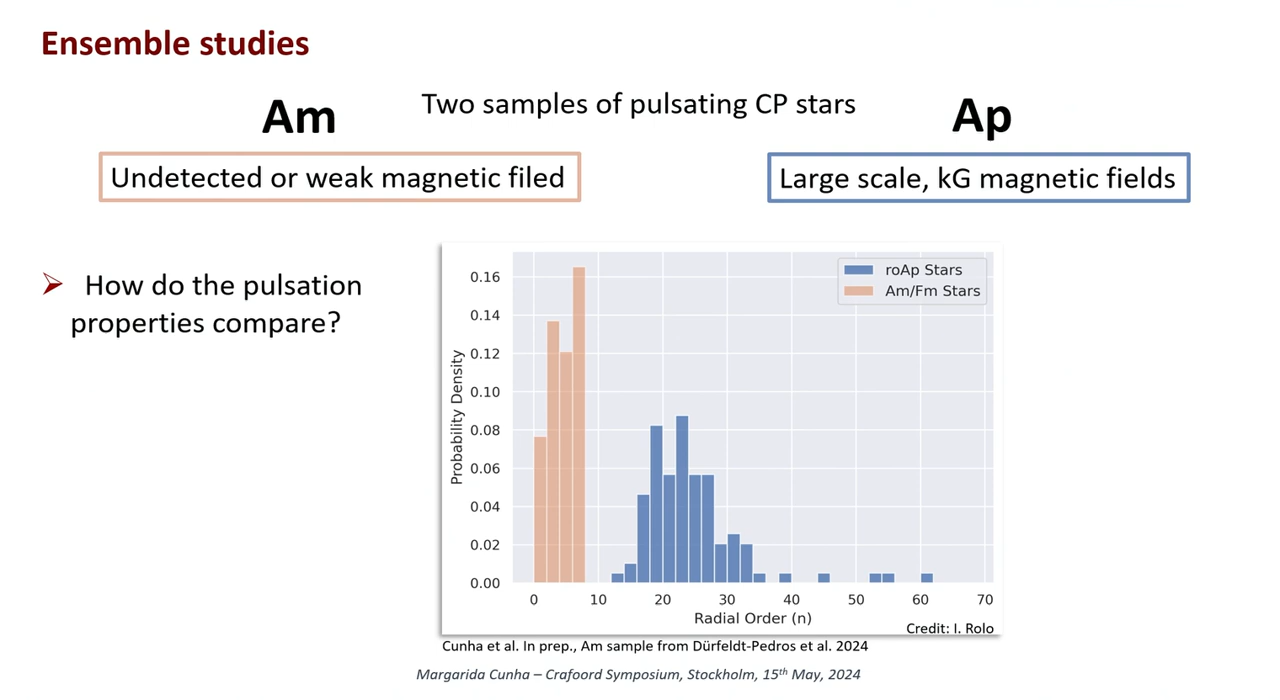 Ensemble studies
Am
Two samples of pulsating CP stars
Ap
Undetected or weak magnetic filed
Large scale, kG magnetic fields
➢ How do the pulsation
properties compare?
roAp Stars
Am/Fm Stars
Probability Density
0.16
0.14
0.12
0.10
0.08
0.06
0.04
0.02
0.00
0 10 20 30 40 50 60 70
Radial Order (n)
Credit: I. Rolo
Cunha et al. In prep., Am sample from Dürfeldt-Pedros et al. 2024
Margarida Cunha – Crafoord Symposium, Stockholm, 15th May, 2024